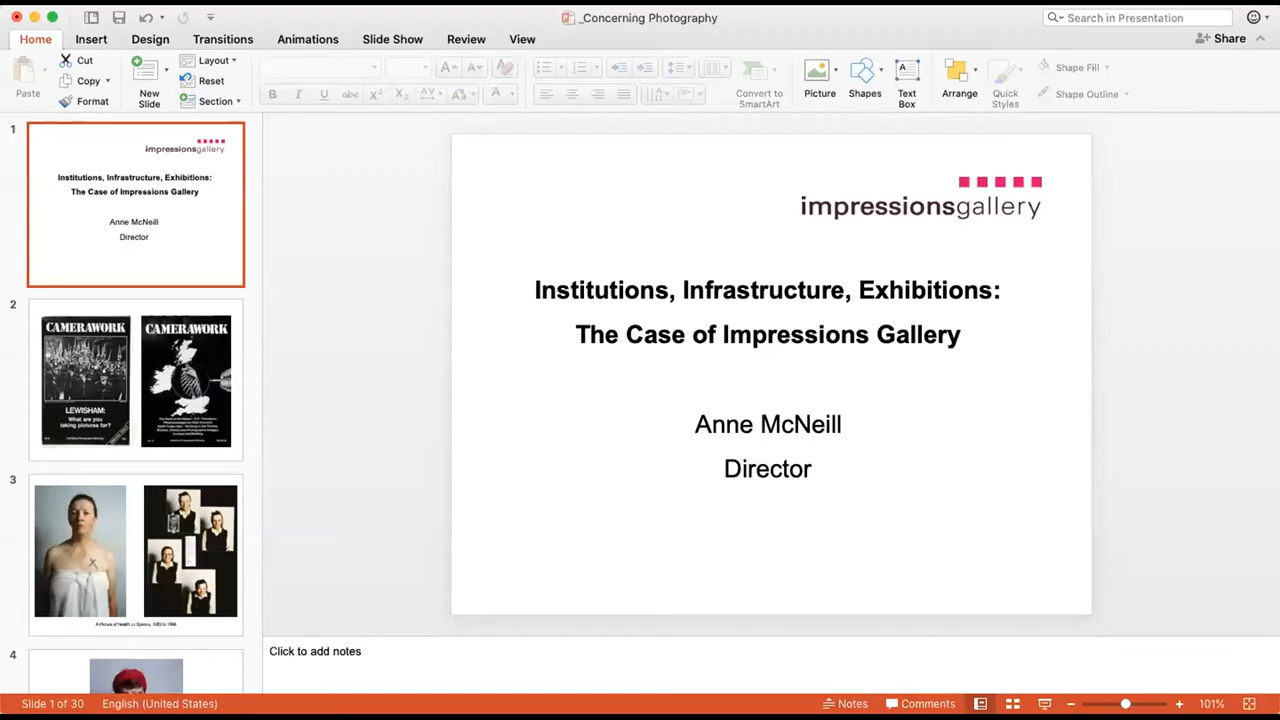 _Concerning Photography
Search in Presentation
Home
Insert
Design
Transitions
Animations
Slide Show
Review
View
Share
Paste
Cut
Copy
Format
New
Slide
Layout
Reset
Section
Convert to
SmartArt
Picture
Shapes
Text
Box
Arrange
Quick
Styles
Shape Fill
Shape Outline
1
impressionsgallery
Institutions, Infrastructure, Exhibitions:
The Case of Impressions Gallery
Anne McNeill
Director
2
CAMERAWORK
LEWISHAM:
What are you
taking pictures for?
CAMERAWORK
3
A Picture of Health Jo Spence, 1982 to 1986
4
impressionsgallery
Institutions, Infrastructure, Exhibitions:
The Case of Impressions Gallery
Anne McNeill
Director
Click to add notes
Slide 1 of 30
English (United States)
Notes
Comments
101%